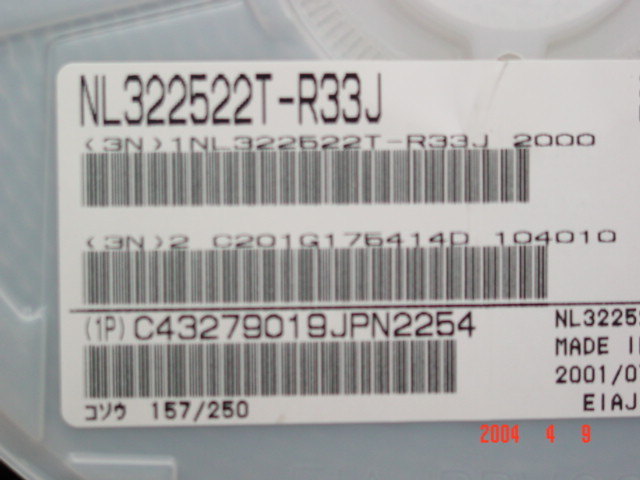 NL322522T-R33J
(3N)1NL322522T-R33J 2000
(3N)2 C201G176414D 104010
(1P)C43279019JPN2254
NL3225
MADE
2001/0
EIAJ
コソウ 157/250
2004 4 9